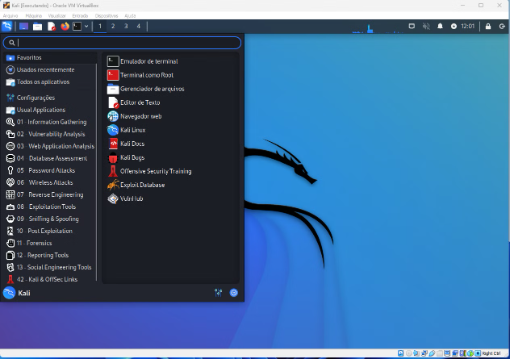 Kali [Executando] - Oracle VM VirtualBox
Arquivo Máquina Visualizar Entrada Dispositivos Ajuda
1 2 3 4
12:01
Favoritos
Usados recentemente
Todos os aplicativos
Configurações
Usual Applications
01 - Information Gathering
02 - Vulnerability Analysis
03 - Web Application Analysis
04 - Database Assessment
05 - Password Attacks
06 - Wireless Attacks
07 - Reverse Engineering
08 - Exploitation Tools
09 - Sniffing & Spoofing
10 - Post Exploitation
11 - Forensics
12 - Reporting Tools
13 - Social Engineering Tools
42 - Kali & OffSec Links
Emulador de terminal
Terminal como Root
Gerenciador de arquivos
Editor de Texto
Navegador web
Kali Linux
Kali Docs
Kali Bugs
Offensive Security Training
Exploit Database
VulnHub
Kali
Right Ctrl